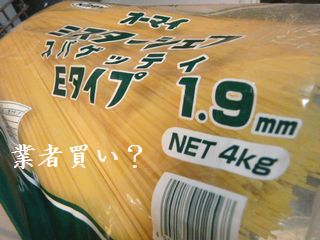 オーマイ
ミスターシェフ
スパゲッティ
Eタイプ 1.9mm
NET 4kg
業者買い？